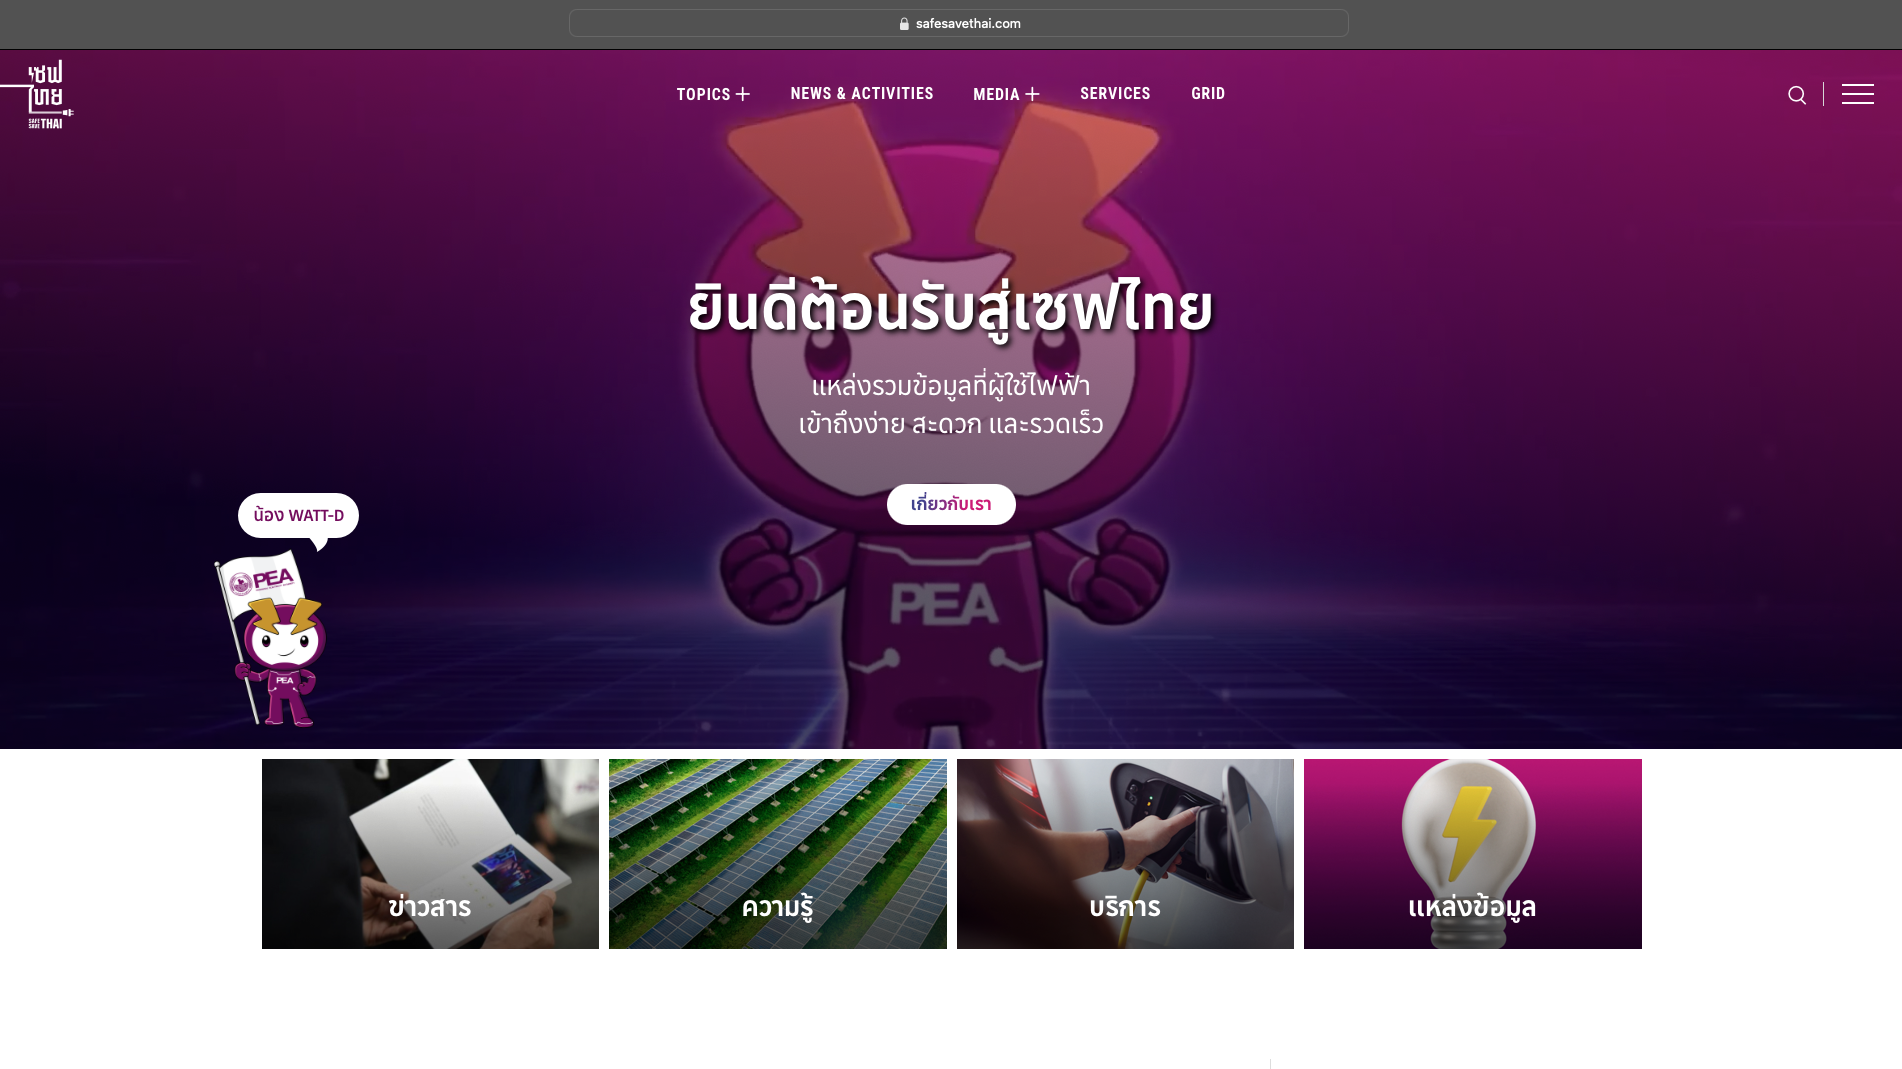 safesavethai.com
เซฟ
ไทย
SAFE
SAVE THAI
TOPICS
NEWS & ACTIVITIES
MEDIA
SERVICES
GRID
ยินดีต้อนรับสู่เซฟไทย
แหล่งรวมข้อมูลที่ผู้ใช้ไฟฟ้า
เข้าถึงง่าย สะดวก และรวดเร็ว
เกี่ยวกับเรา
น้อง WATT-D
PEA
PEA
PEA
ข่าวสาร
ความรู้
บริการ
แหล่งข้อมูล